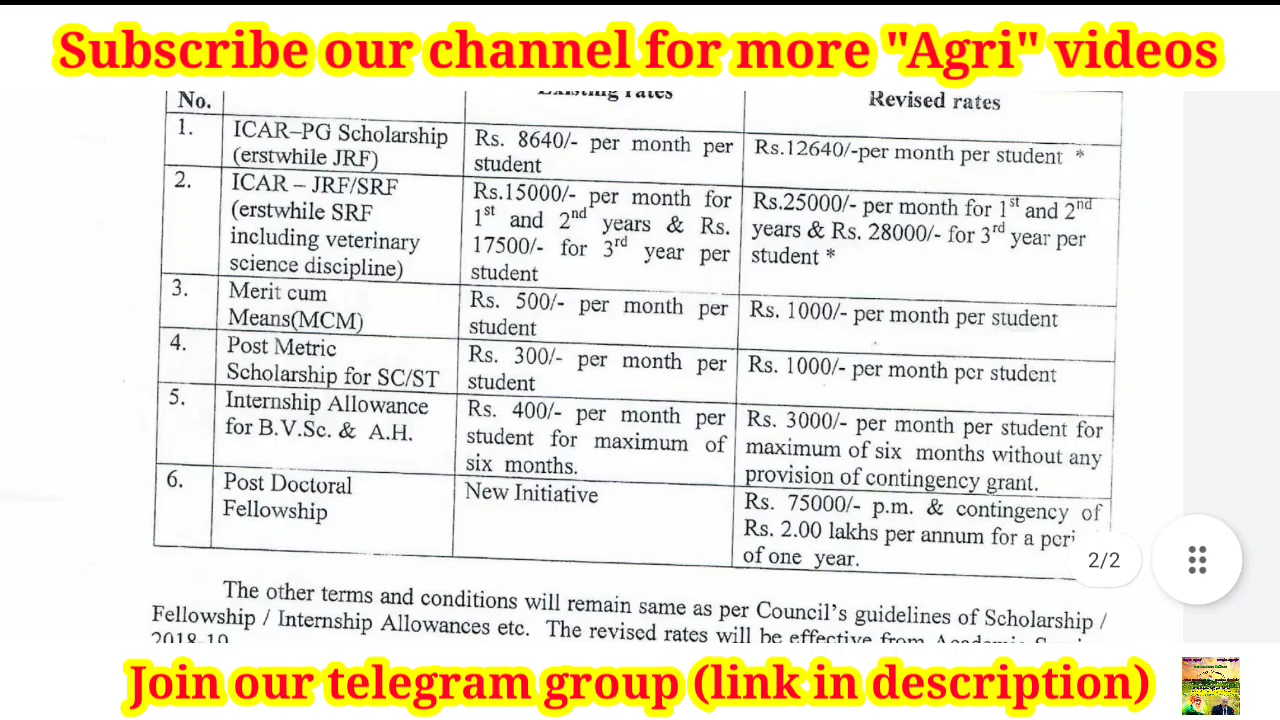 Subscribe our channel for more "Agri" videos
No.
Existing rates
Revised rates
1.
ICAR–PG Scholarship
(erstwhile JRF)
Rs. 8640/- per month per
student
Rs.12640/-per month per student *
2.
ICAR – JRF/SRF
(erstwhile SRF
including veterinary
science discipline)
Rs.15000/- per month for
1st and 2nd years & Rs.
17500/- for 3rd year per
student
Rs.25000/- per month for 1st and 2nd
years & Rs. 28000/- for 3rd year per
student *
3.
Merit cum
Means(MCM)
Rs. 500/- per month per
student
Rs. 1000/- per month per student
4.
Post Metric
Scholarship for SC/ST
Rs. 300/- per month per
student
Rs. 1000/- per month per student
5.
Internship Allowance
for B.V.Sc. & A.H.
Rs. 400/- per month per
student for maximum of
six months.
Rs. 3000/- per month per student for
maximum of six months without any
provision of contingency grant.
6.
Post Doctoral
Fellowship
New Initiative
Rs. 75000/- p.m. & contingency of
Rs. 2.00 lakhs per annum for a
of one year.
2/2
The other terms and conditions will remain same as per Council's guidelines of Scholarship /
Fellowship / Internship Allowances etc. The revised rates will be effective from Academic
2018-19
Join our telegram group (link in description)